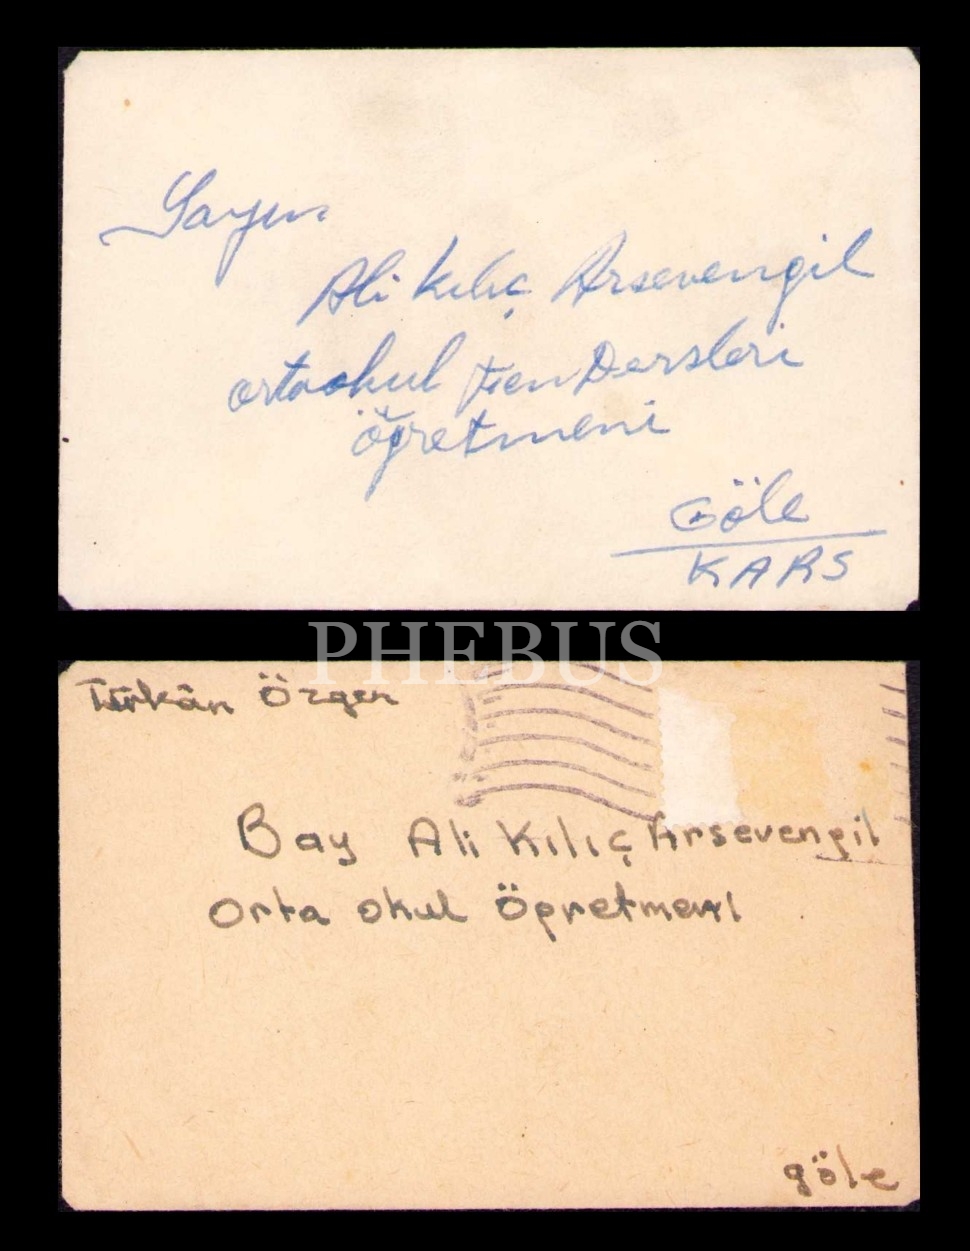 Sayın
Ali Kılıç Arsevengil
ortaokul Fen Dersleri
öğretmeni
Göle
KARS
PHEBUS
Türkân Özgen
Bay Ali Kılıç Arsevengil
Orta okul Öğretmeni
göle